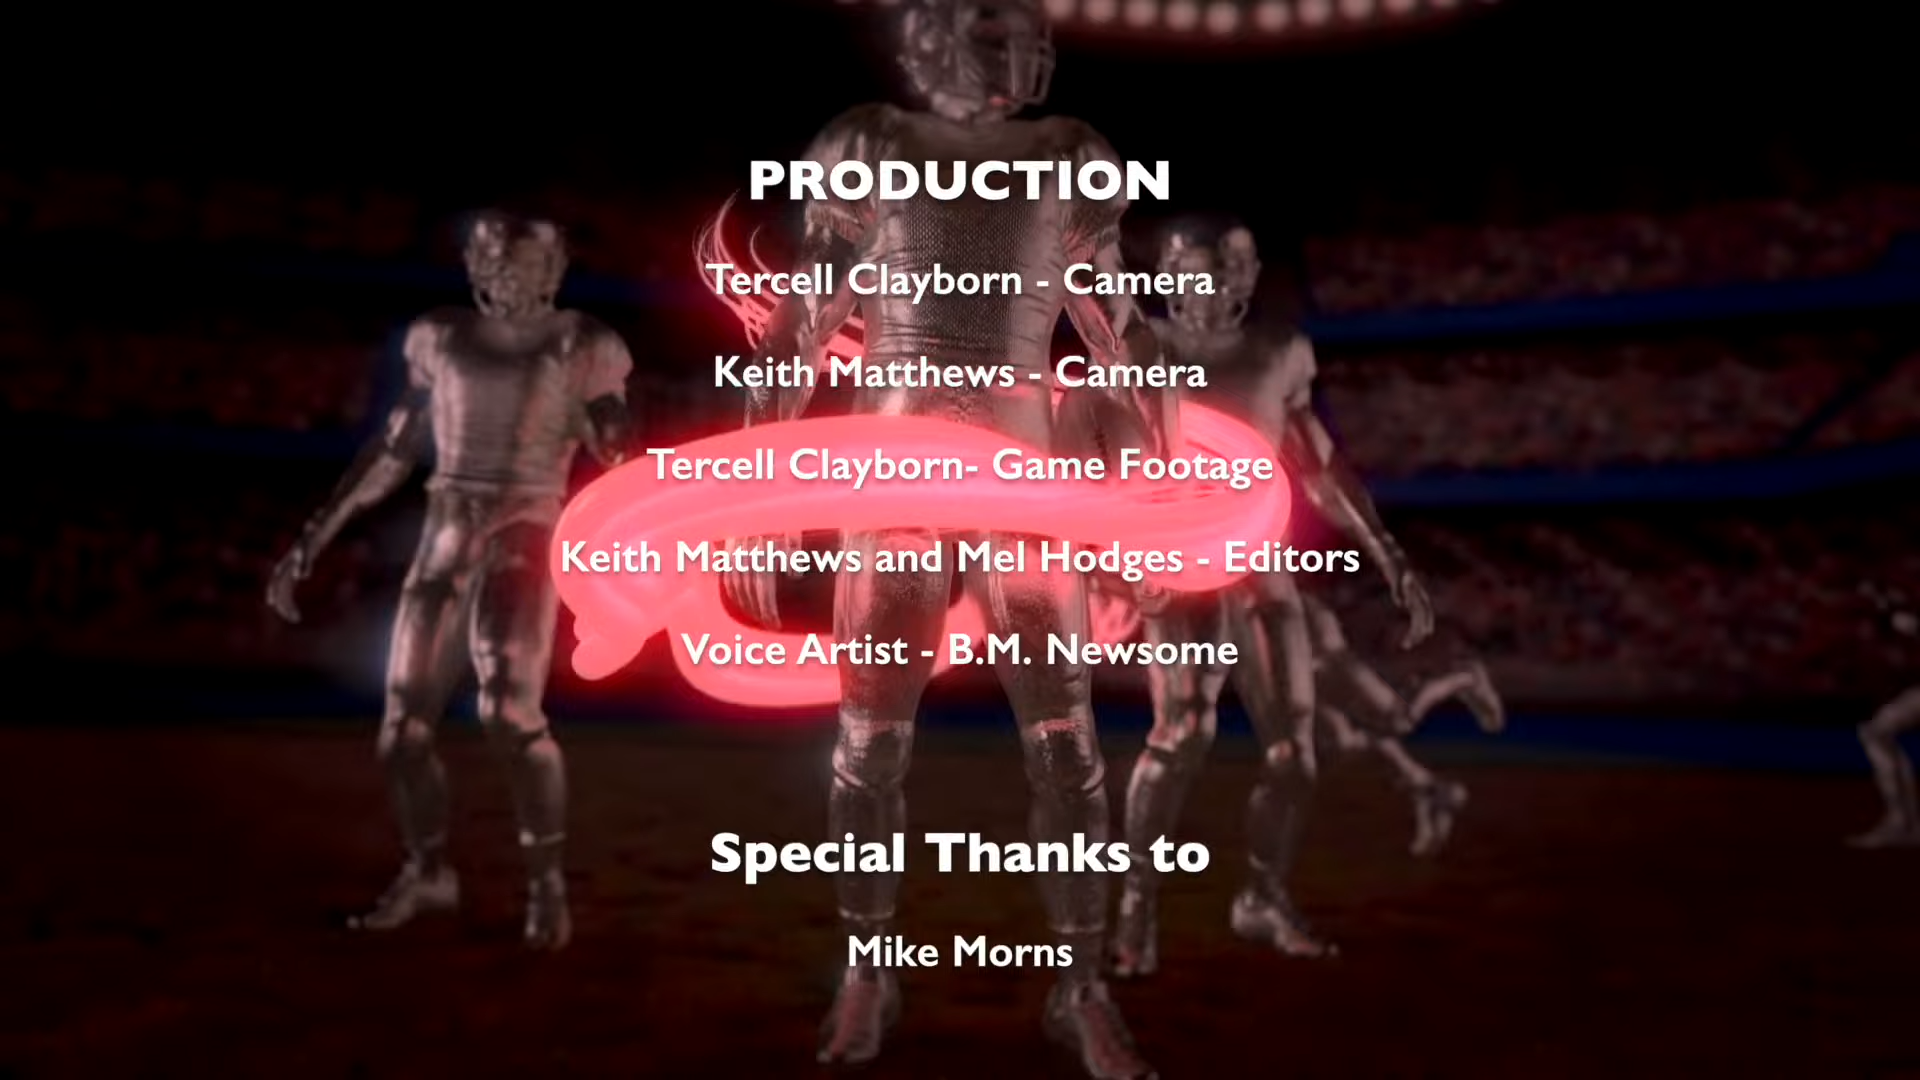 PRODUCTION
Tercell Clayborn - Camera
Keith Matthews - Camera
Tercell Clayborn- Game Footage
Keith Matthews and Mel Hodges - Editors
Voice Artist - B.M. Newsome
Special Thanks to
Mike Morns